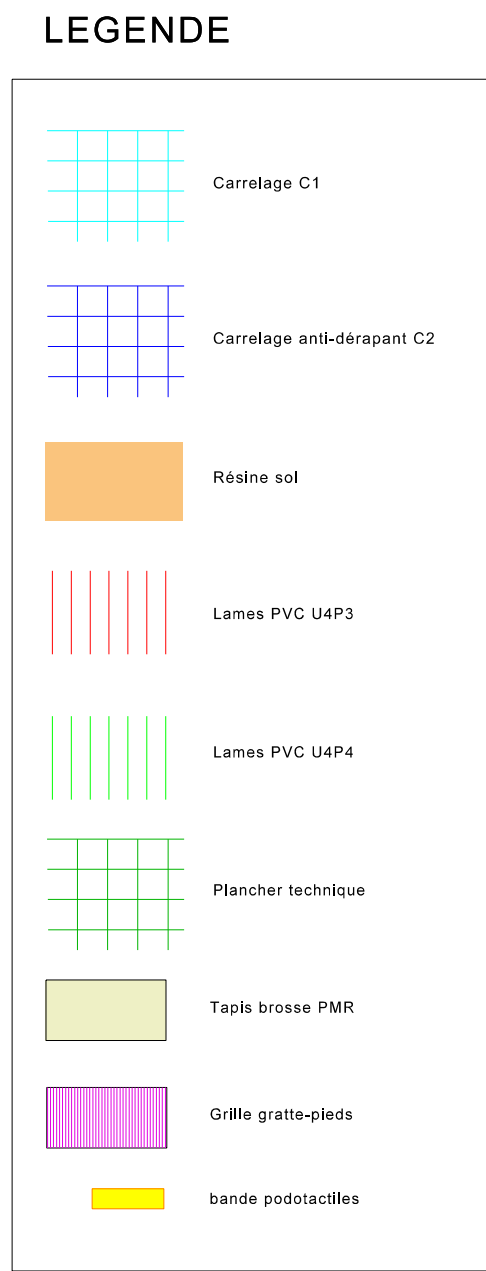 LEGENDE
Carrelage C1
Carrelage anti-dérapant C2
Résine sol
Lames PVC U4P3
Lames PVC U4P4
Plancher technique
Tapis brosse PMR
Grille gratte-pieds
bande podotactiles